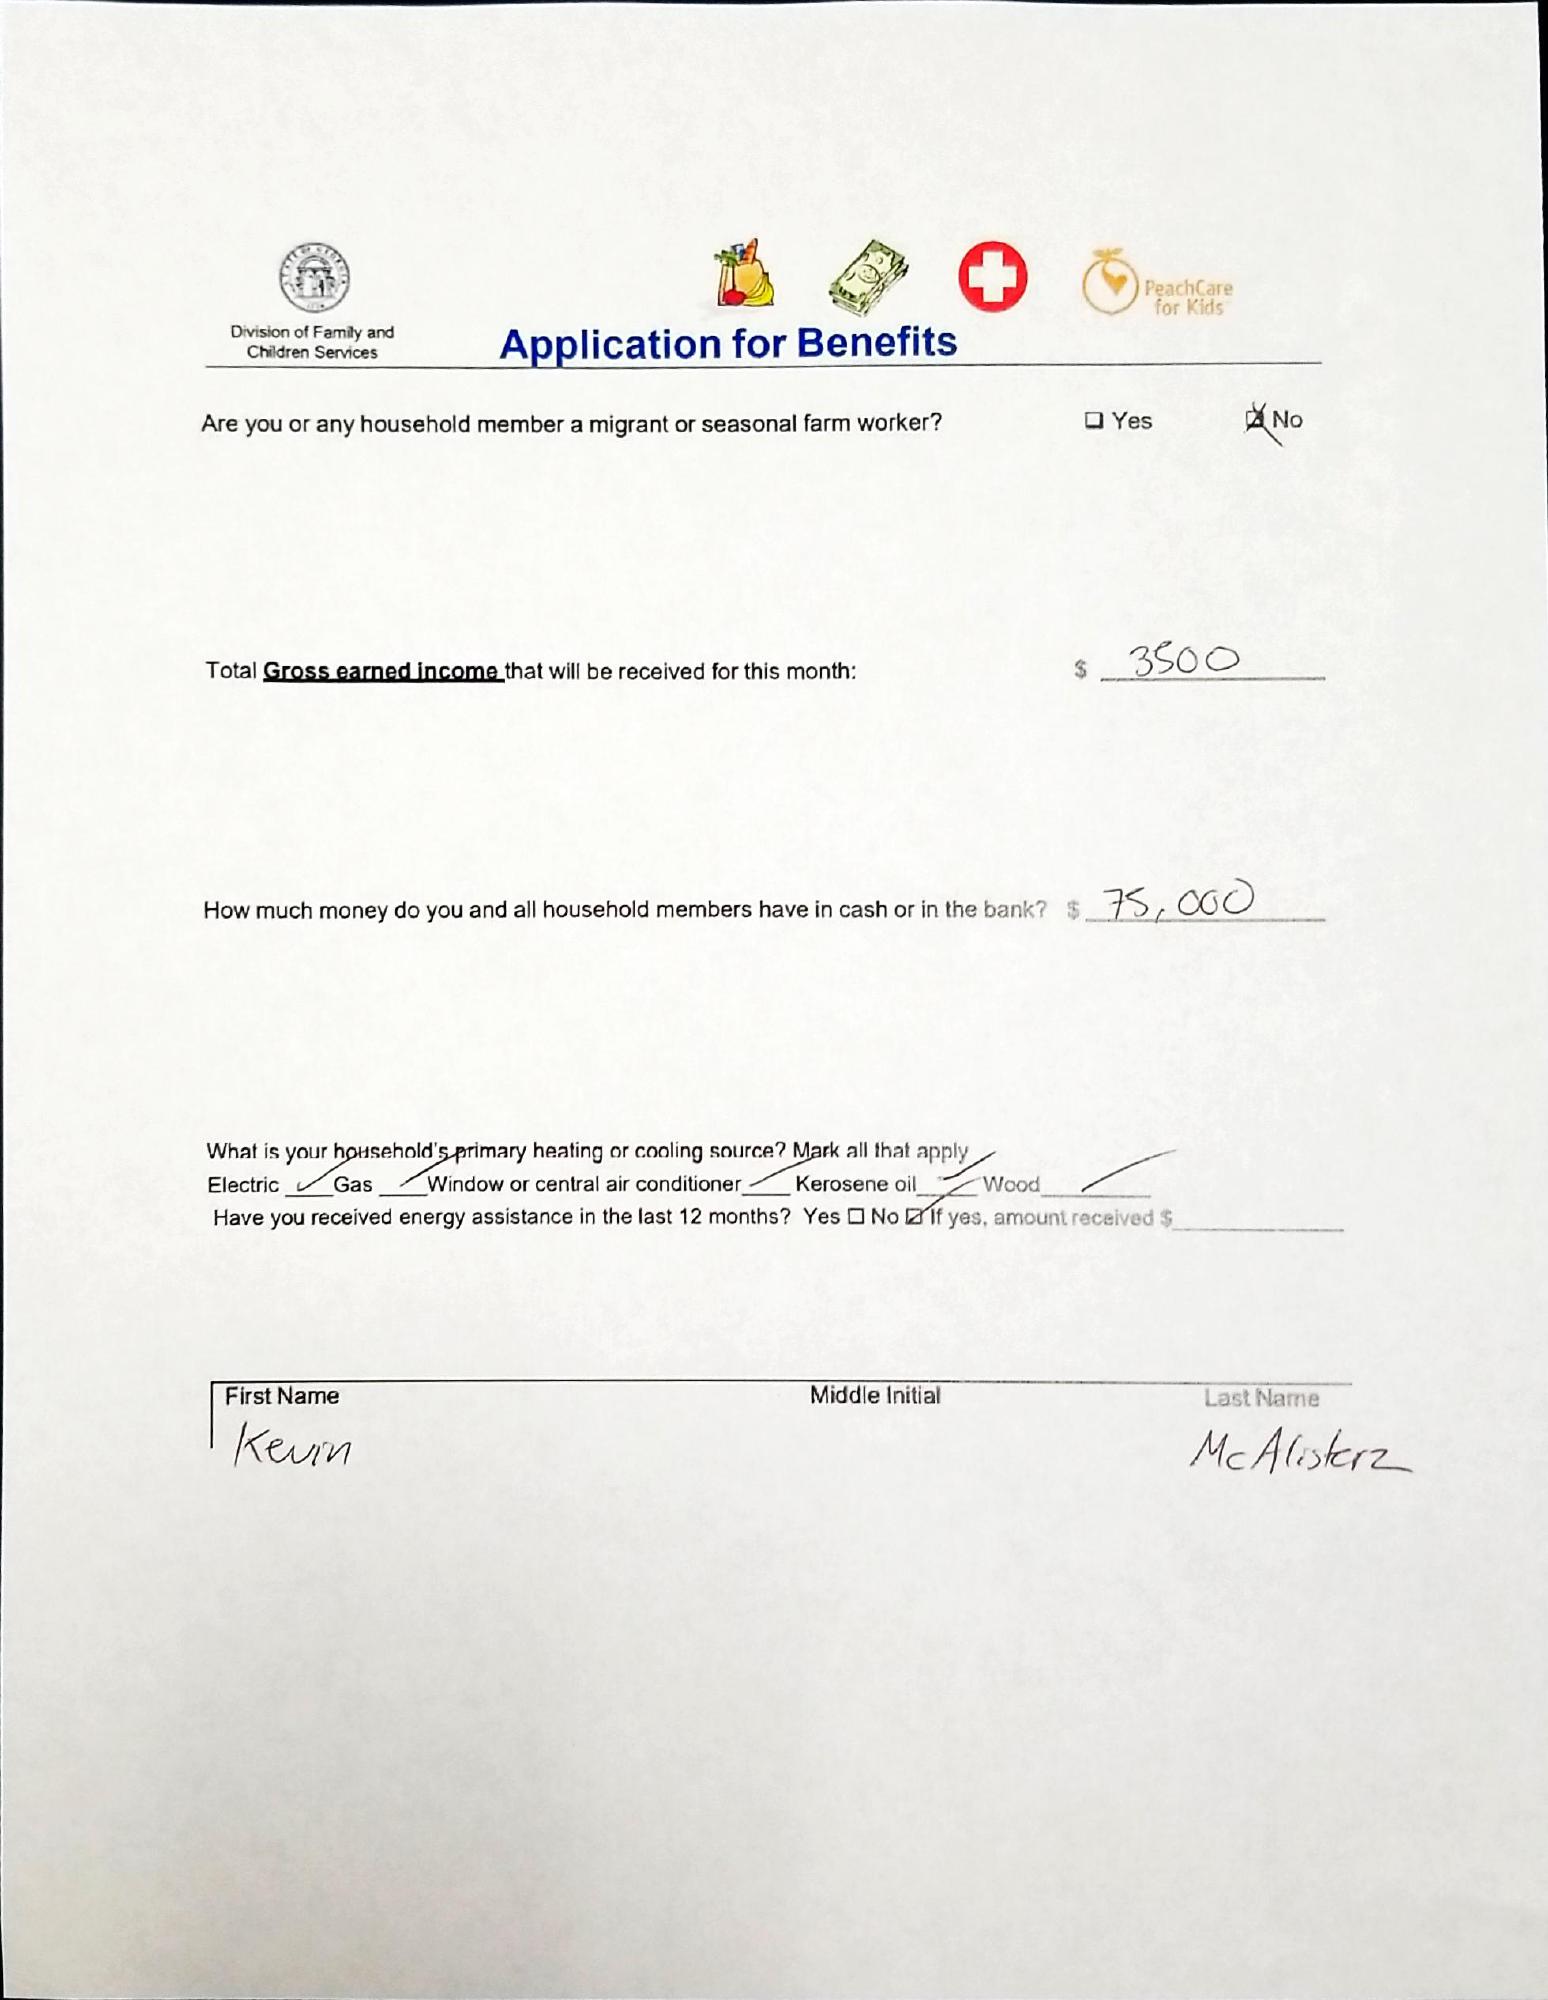 Division of Family and
Children Services
PeachCare
for Kids
Application for Benefits
Are you or any household member a migrant or seasonal farm worker? ❑ Yes ☒ No
Total Gross earned income that will be received for this month: $ 3500
How much money do you and all household members have in cash or in the bank? $ 75,000
What is your household's primary heating or cooling source? Mark all that apply
Electric ✓ Gas ✓ Window or central air conditioner ✓ Kerosene oil ✓ Wood ✓
Have you received energy assistance in the last 12 months? Yes ☐ No ☑ If yes, amount received $
First Name Middle Initial Last Name
Kevin McAlisterz